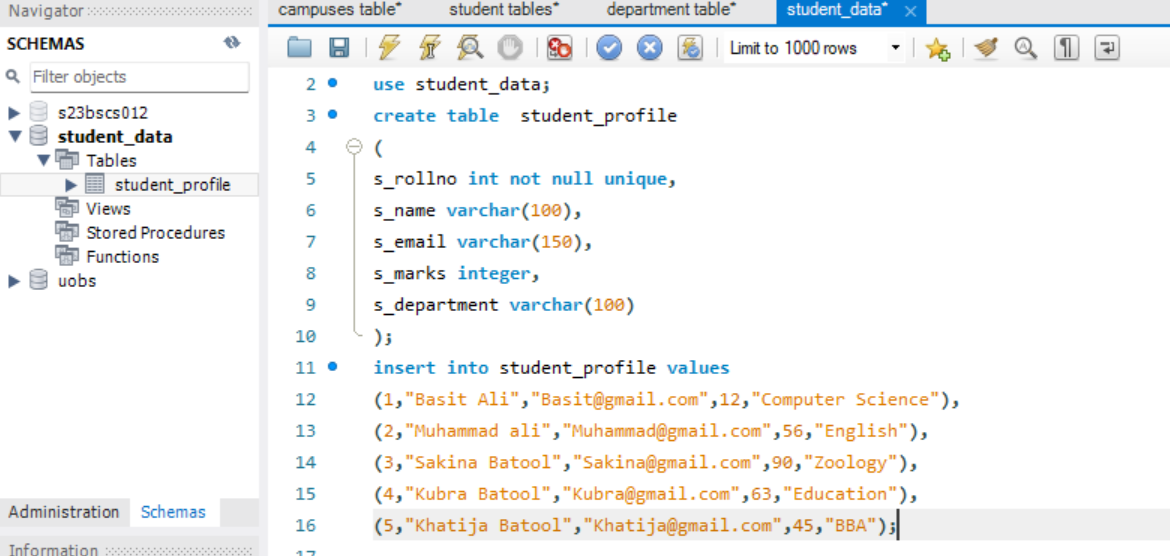 Navigator
campuses table* student tables* department table* student_data*
SCHEMAS
Limit to 1000 rows
Filter objects
s23bscs012
student_data
Tables
student_profile
Views
Stored Procedures
Functions
uobs
2 use student_data;
3 create table  student_profile
4 (
5 s_rollno int not null unique,
6 s_name varchar(100),
7 s_email varchar(150),
8 s_marks integer,
9 s_department varchar(100)
10 );
11 insert into student_profile values
12 (1,"Basit Ali","Basit@gmail.com",12,"Computer Science"),
13 (2,"Muhammad ali","Muhammad@gmail.com",56,"English"),
14 (3,"Sakina Batool","Sakina@gmail.com",90,"Zoology"),
15 (4,"Kubra Batool","Kubra@gmail.com",63,"Education"),
16 (5,"Khatija Batool","Khatija@gmail.com",45,"BBA");
17
Administration Schemas
Information